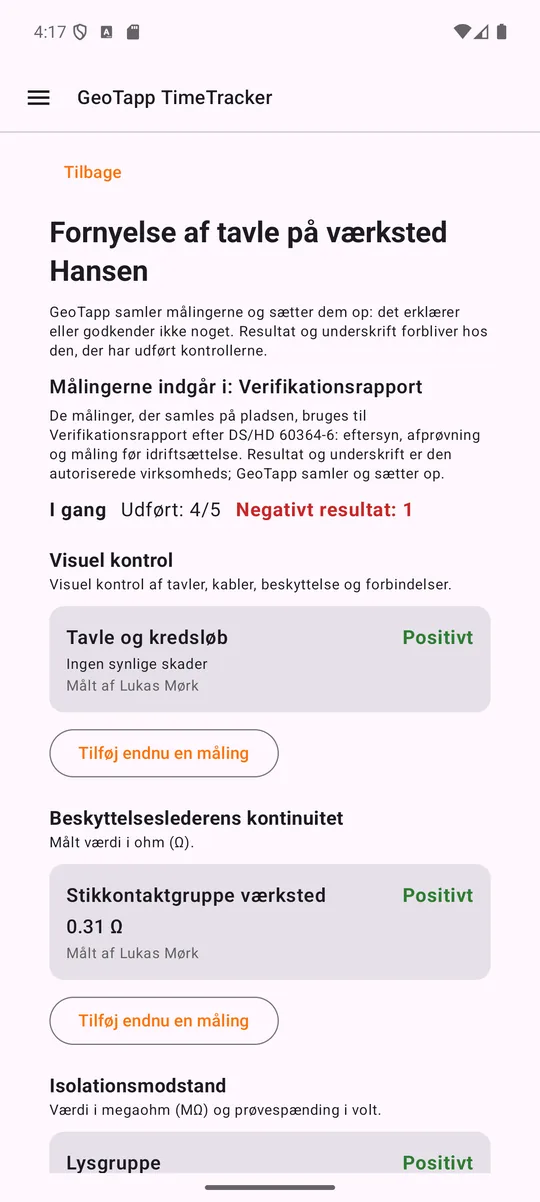 4:17
GeoTapp TimeTracker
Tilbage
Fornyelse af tavle på værksted
Hansen
GeoTapp samler målingerne og sætter dem op: det erklærer
eller godkender ikke noget. Resultat og underskrift forbliver hos
den, der har udført kontrollerne.
Målingerne indgår i: Verifikationsrapport
De målinger, der samles på pladsen, bruges til
Verifikationsrapport efter DS/HD 60364-6: eftersyn, afprøvning
og måling før idriftsættelse. Resultat og underskrift er den
autoriserede virksomheds; GeoTapp samler og sætter op.
I gang Udført: 4/5 Negativt resultat: 1
Visuel kontrol
Visuel kontrol af tavler, kabler, beskyttelse og forbindelser.
Tavle og kredsløb Positivt
Ingen synlige skader
Målt af Lukas Mørk
Tilføj endnu en måling
Beskyttelseslederens kontinuitet
Målt værdi i ohm (Ω).
Stikkontaktgruppe værksted Positivt
0.31 Ω
Målt af Lukas Mørk
Tilføj endnu en måling
Isolationsmodstand
Værdi i megaohm (MΩ) og prøvespænding i volt.
Lysgruppe Positivt